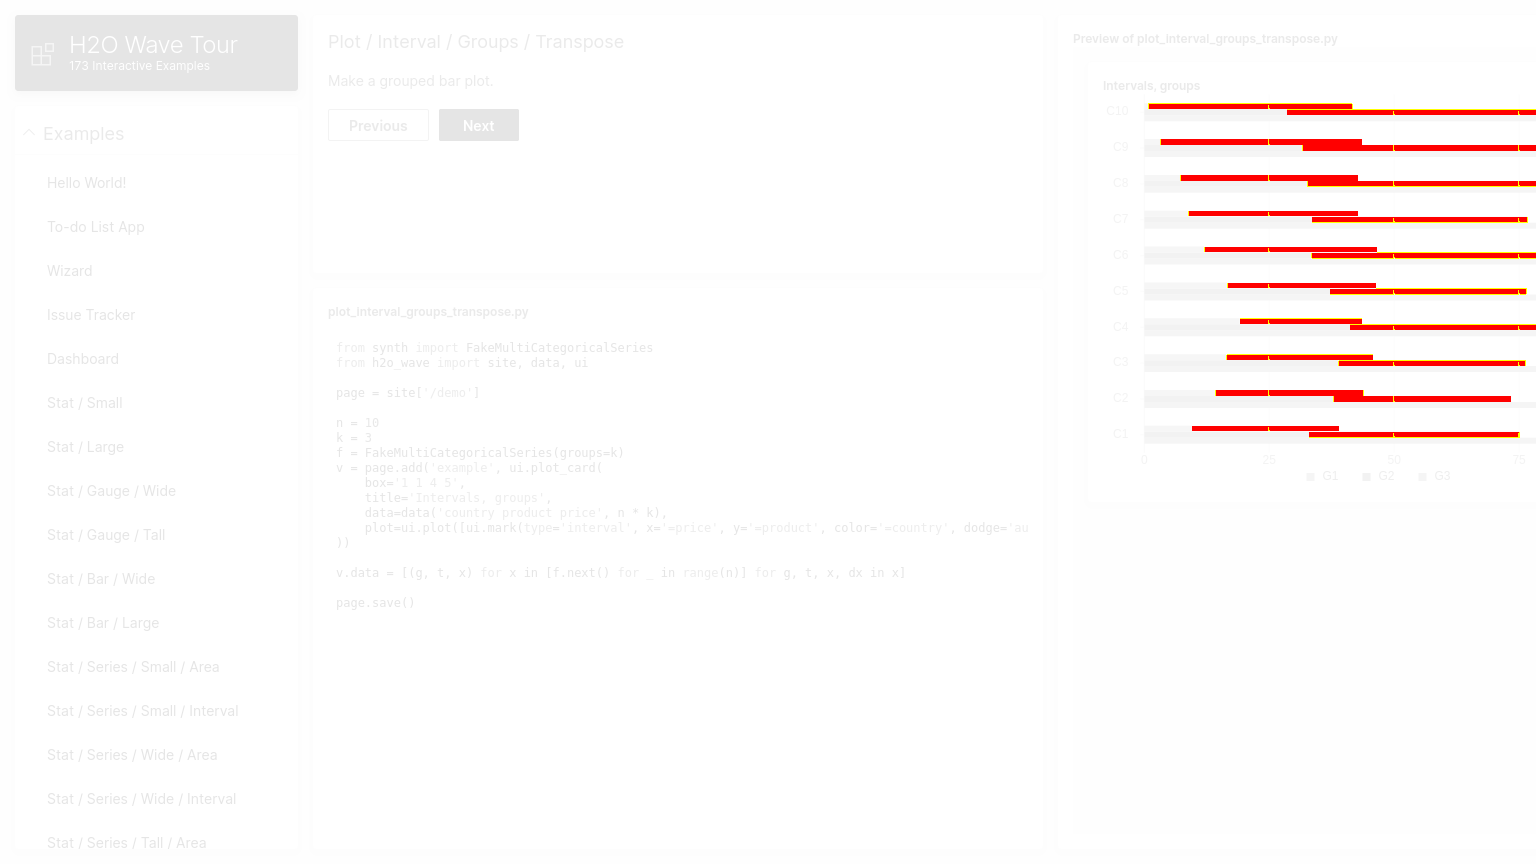 H2O Wave Tour
173 Interactive Examples
Examples
Hello World!
To-do List App
Wizard
Issue Tracker
Dashboard
Stat / Small
Stat / Large
Stat / Gauge / Wide
Stat / Gauge / Tall
Stat / Bar / Wide
Stat / Bar / Large
Stat / Series / Small / Area
Stat / Series / Small / Interval
Stat / Series / Wide / Area
Stat / Series / Wide / Interval
Stat / Series / Tall / Area
Plot / Interval / Groups / Transpose
Make a grouped bar plot.
Previous
Next
plot_interval_groups_transpose.py
from synth import FakeMultiCategoricalSeries
from h2o_wave import site, data, ui
page = site['/demo']
n = 10
k = 3
f = FakeMultiCategoricalSeries(groups=k)
v = page.add('example', ui.plot_card(
    box='1 1 4 5',
    title='Intervals, groups',
    data=data('country product price', n * k),
    plot=ui.plot([ui.mark(type='interval', x='=price', y='=product', color='=country', dodge='au
))
v.data = [(g, t, x) for x in [f.next() for _ in range(n)] for g, t, x, dx in x]
page.save()
Preview of plot_interval_groups_transpose.py
Intervals, groups
C10
C9
C8
C7
C6
C5
C4
C3
C2
C1
0 25 50 75
G1 G2 G3